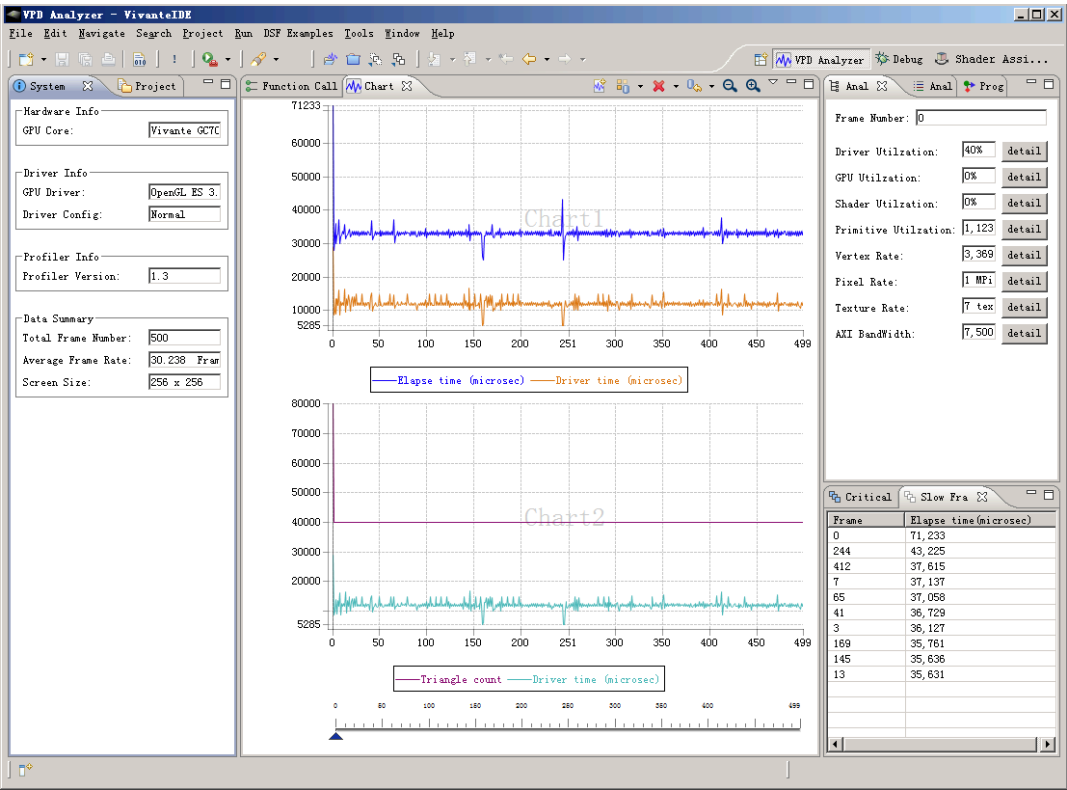 VPD Analyzer - VivanteIDE
File Edit Navigate Search Project Run DSF Examples Tools Window Help
VPD Analyzer Debug Shader Assi...
System Project
Hardware Info
GPU Core: Vivante GC7C
Driver Info
GPU Driver: OpenGL ES 3.
Driver Config: Normal
Profiler Info
Profiler Version: 1.3
Data Summary
Total Frame Number: 500
Average Frame Rate: 30.238 Fram
Screen Size: 256 x 256
Function Call Chart
71233
60000
50000
40000
30000
20000
10000
5285
Chart1
0 50 100 150 200 251 300 350 400 450 499
Elapse time (microsec) Driver time (microsec)
80000
70000
60000
50000
40000
30000
20000
5285
Chart2
0 50 100 150 200 251 300 350 400 450 499
Triangle count Driver time (microsec)
0 50 100 150 200 250 300 350 400 499
Anal Anal Prog
Frame Number: 0
Driver Utilzation: 40% detail
GPU Utilzation: 0% detail
Shader Utilzation: 0% detail
Primitive Utilzation: 1,123 detail
Vertex Rate: 3,369 detail
Pixel Rate: 1 MPi detail
Texture Rate: 7 tex detail
AXI BandWidth: 7,500 detail
Critical Slow Fra
Frame Elapse time(microsec)
0 71,233
244 43,225
412 37,615
7 37,137
65 37,058
41 36,729
3 36,127
169 35,761
145 35,636
13 35,631